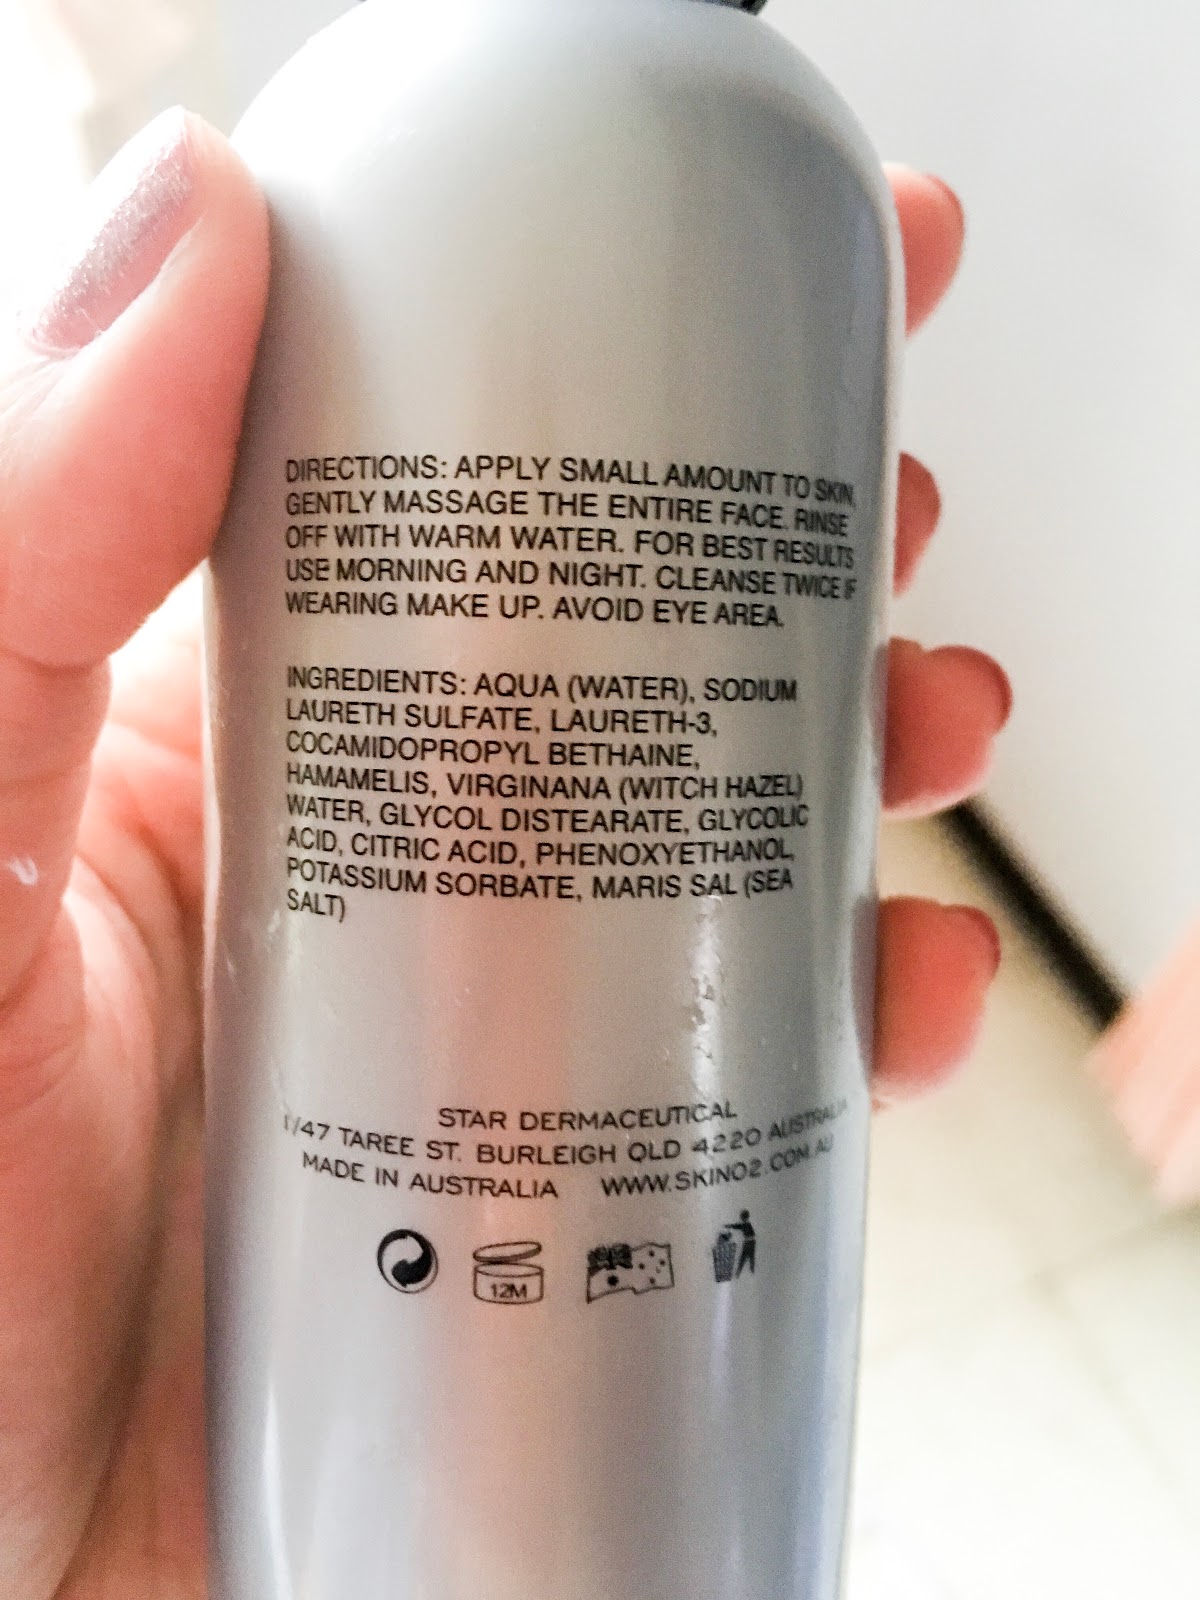 DIRECTIONS: APPLY SMALL AMOUNT TO SKIN,
GENTLY MASSAGE THE ENTIRE FACE. RINSE
OFF WITH WARM WATER. FOR BEST RESULTS
USE MORNING AND NIGHT. CLEANSE TWICE IF
WEARING MAKE UP. AVOID EYE AREA.
INGREDIENTS: AQUA (WATER), SODIUM
LAURETH SULFATE, LAURETH-3,
COCAMIDOPROPYL BETHAINE,
HAMAMELIS, VIRGINANA (WITCH HAZEL)
WATER, GLYCOL DISTEARATE, GLYCOLIC
ACID, CITRIC ACID, PHENOXYETHANOL,
POTASSIUM SORBATE, MARIS SAL (SEA
SALT)
STAR DERMACEUTICAL
1/47 TAREE ST. BURLEIGH QLD 4220 AUSTRALIA
MADE IN AUSTRALIA WWW.SKINO2.COM.AU
12M